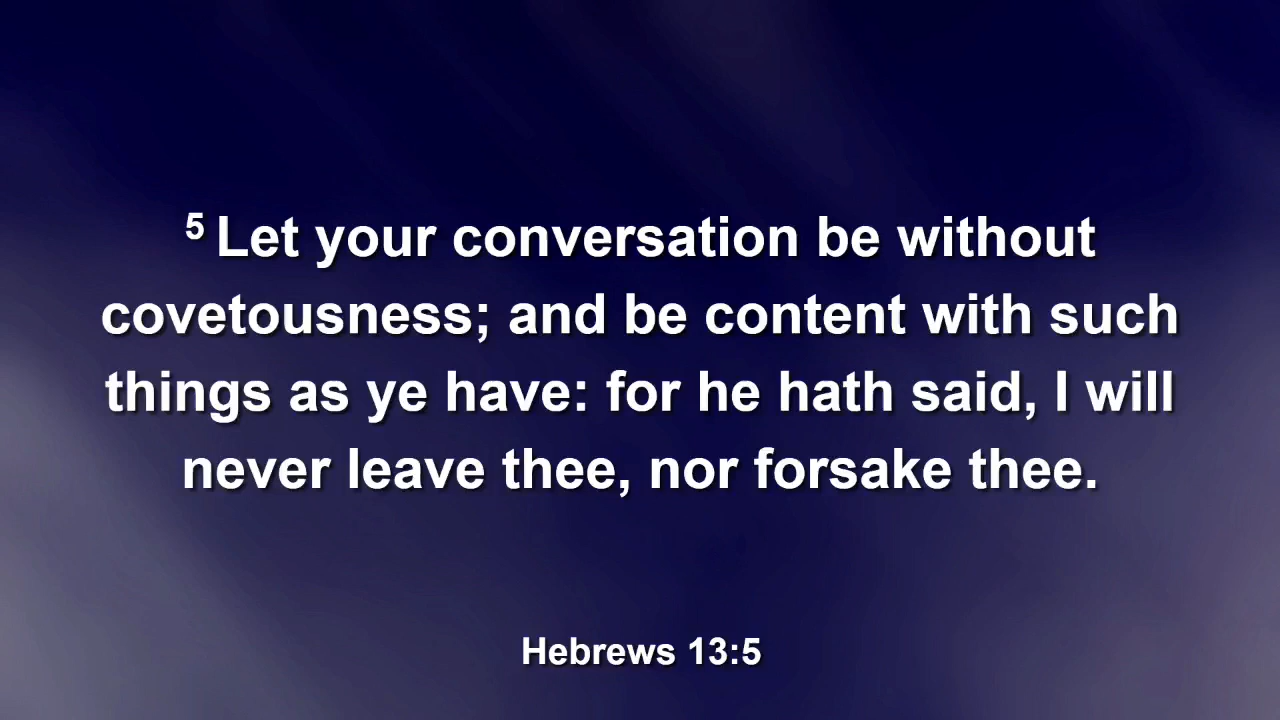 5 Let your conversation be without
covetousness; and be content with such
things as ye have: for he hath said, I will
never leave thee, nor forsake thee.
Hebrews 13:5